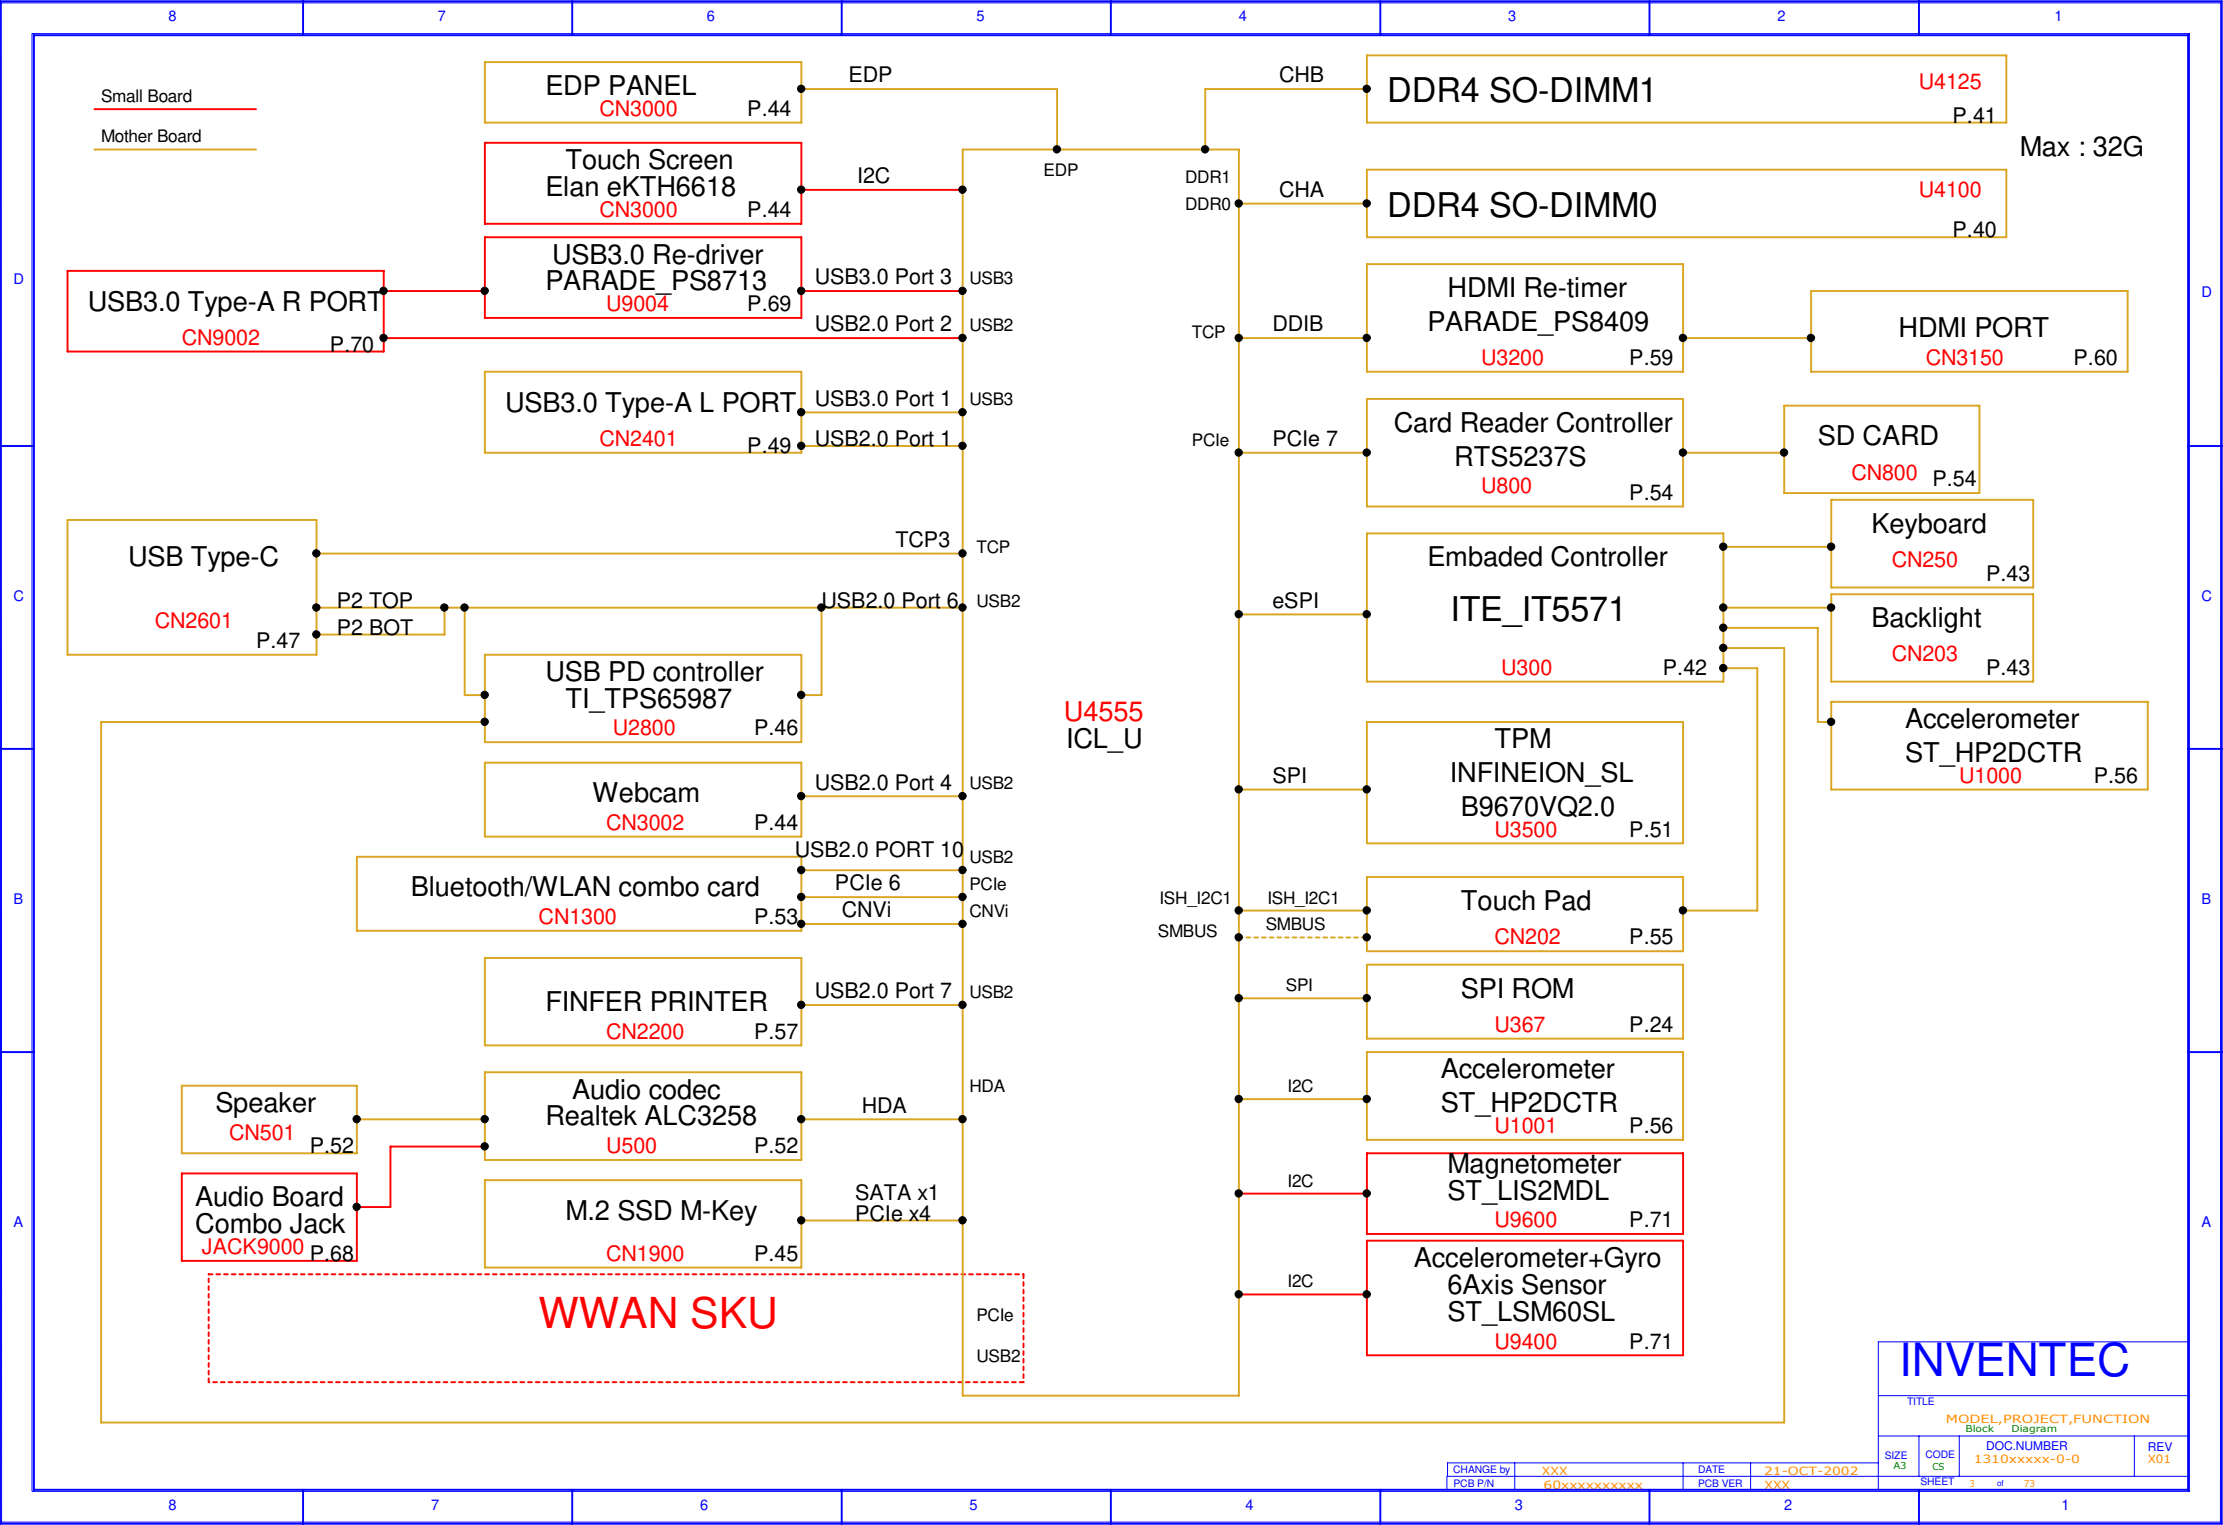 8 7 6 5 4 3 2 1
Small Board
Mother Board
EDP PANEL
CN3000 P.44
EDP
Touch Screen
Elan eKTH6618
CN3000 P.44
I2C
USB3.0 Re-driver
PARADE_PS8713
U9004 P.69
USB3.0 Port 3
USB3
USB3.0 Type-A R PORT
CN9002 P.70
USB2.0 Port 2
USB2
USB3.0 Type-A L PORT
CN2401 P.49
USB3.0 Port 1
USB3
USB2.0 Port 1
USB Type-C
CN2601
P.47
TCP3
TCP
P2 TOP
P2 BOT
USB2.0 Port 6
USB2
USB PD controller
TI_TPS65987
U2800 P.46
Webcam
CN3002 P.44
USB2.0 Port 4
USB2
Bluetooth/WLAN combo card
CN1300 P.53
USB2.0 PORT 10
USB2
PCIe 6
PCIe
CNVi
CNVi
FINFER PRINTER
CN2200 P.57
USB2.0 Port 7
USB2
Speaker
CN501
P.52
Audio codec
Realtek ALC3258
U500 P.52
HDA
HDA
Audio Board
Combo Jack
JACK9000 P.68
M.2 SSD M-Key
CN1900 P.45
SATA x1
PCIe x4
WWAN SKU
PCIe
USB2
EDP
DDR1
DDR0
U4555
ICL_U
CHB
DDR4 SO-DIMM1
U4125
P.41
Max : 32G
CHA
DDR4 SO-DIMM0
U4100
P.40
TCP
DDIB
HDMI Re-timer
PARADE_PS8409
U3200 P.59
HDMI PORT
CN3150 P.60
PCIe
PCIe 7
Card Reader Controller
RTS5237S
U800
P.54
SD CARD
CN800 P.54
eSPI
Embaded Controller
ITE_IT5571
U300 P.42
Keyboard
CN250
P.43
Backlight
CN203
P.43
Accelerometer
ST_HP2DCTR
U1000 P.56
SPI
TPM
INFINEION_SL
B9670VQ2.0
U3500 P.51
ISH_I2C1
ISH_I2C1
SMBUS
SMBUS
Touch Pad
CN202 P.55
SPI
SPI ROM
U367 P.24
I2C
Accelerometer
ST_HP2DCTR
U1001 P.56
I2C
Magnetometer
ST_LIS2MDL
U9600 P.71
I2C
Accelerometer+Gyro
6Axis Sensor
ST_LSM60SL
U9400 P.71
D D
C C
B B
A A
INVENTEC
TITLE
MODEL,PROJECT,FUNCTION
Block Diagram
SIZE
A3
CODE
CS
DOC.NUMBER
1310xxxxx-0-0
REV
X01
CHANGE by XXX DATE 21-OCT-2002
PCB P/N 60xxxxxxxxxx PCB VER XXX
SHEET 3 of 73
8 7 6 5 4 3 2 1